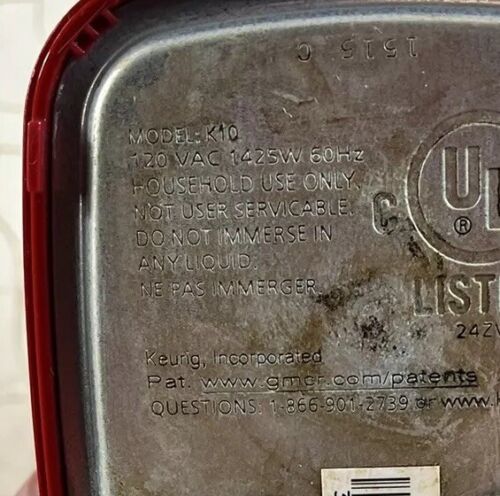 1515 C
MODEL: K10
120 VAC 1425W 60Hz
HOUSEHOLD USE ONLY.
NOT USER SERVICABLE.
DO NOT IMMERSE IN
ANY LIQUID.
NE PAS IMMERGER.
C UL ®
LIST
24ZV
Keurig, Incorporated
Pat. www.gmcr.com/patents
QUESTIONS: 1-866-901-2739 or www.k